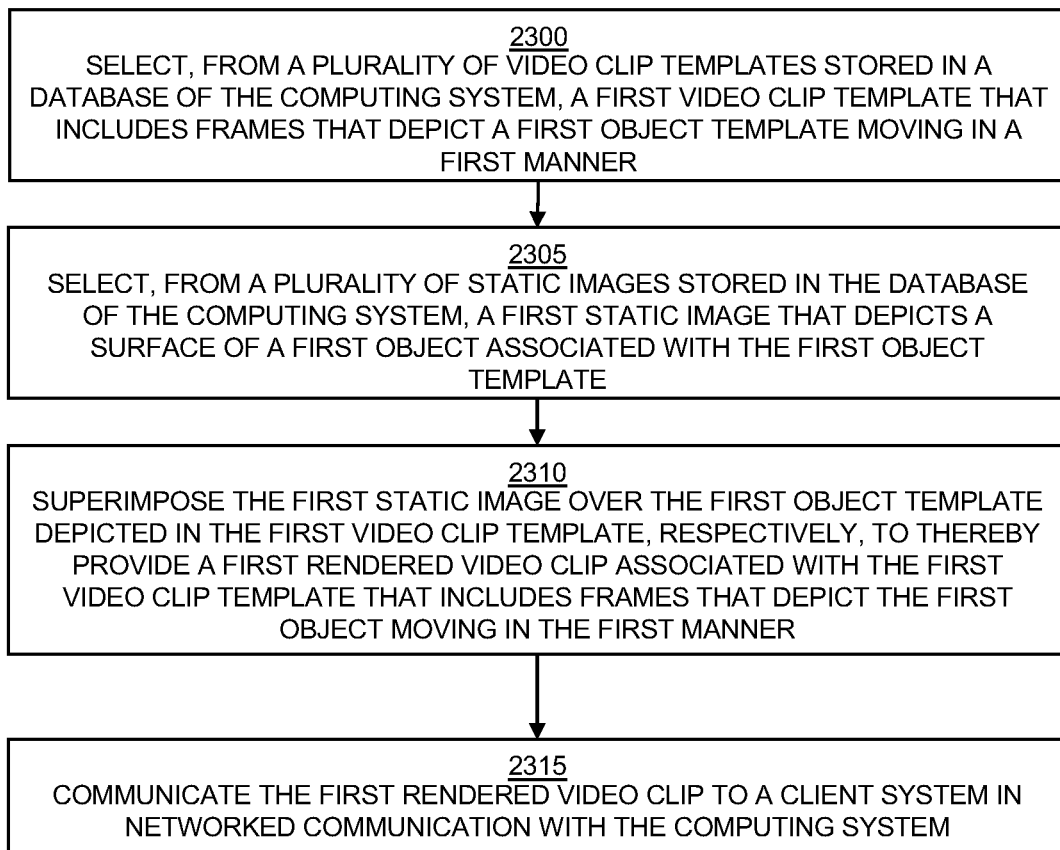 2300
SELECT, FROM A PLURALITY OF VIDEO CLIP TEMPLATES STORED IN A
DATABASE OF THE COMPUTING SYSTEM, A FIRST VIDEO CLIP TEMPLATE THAT
INCLUDES FRAMES THAT DEPICT A FIRST OBJECT TEMPLATE MOVING IN A
FIRST MANNER
2305
SELECT, FROM A PLURALITY OF STATIC IMAGES STORED IN THE DATABASE
OF THE COMPUTING SYSTEM, A FIRST STATIC IMAGE THAT DEPICTS A
SURFACE OF A FIRST OBJECT ASSOCIATED WITH THE FIRST OBJECT
TEMPLATE
2310
SUPERIMPOSE THE FIRST STATIC IMAGE OVER THE FIRST OBJECT TEMPLATE
DEPICTED IN THE FIRST VIDEO CLIP TEMPLATE, RESPECTIVELY, TO THEREBY
PROVIDE A FIRST RENDERED VIDEO CLIP ASSOCIATED WITH THE FIRST
VIDEO CLIP TEMPLATE THAT INCLUDES FRAMES THAT DEPICT THE FIRST
OBJECT MOVING IN THE FIRST MANNER
2315
COMMUNICATE THE FIRST RENDERED VIDEO CLIP TO A CLIENT SYSTEM IN
NETWORKED COMMUNICATION WITH THE COMPUTING SYSTEM